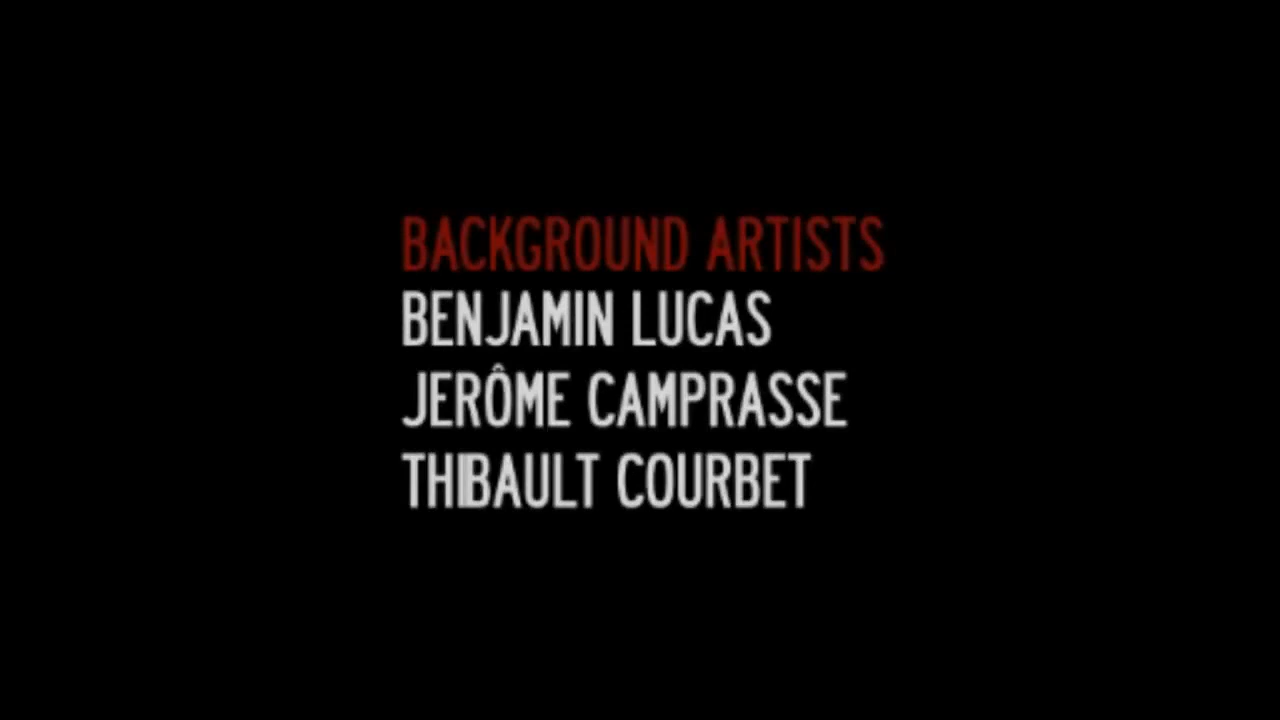 BACKGROUND ARTISTS
BENJAMIN LUCAS
JERÔME CAMPRASSE
THIBAULT COURBET